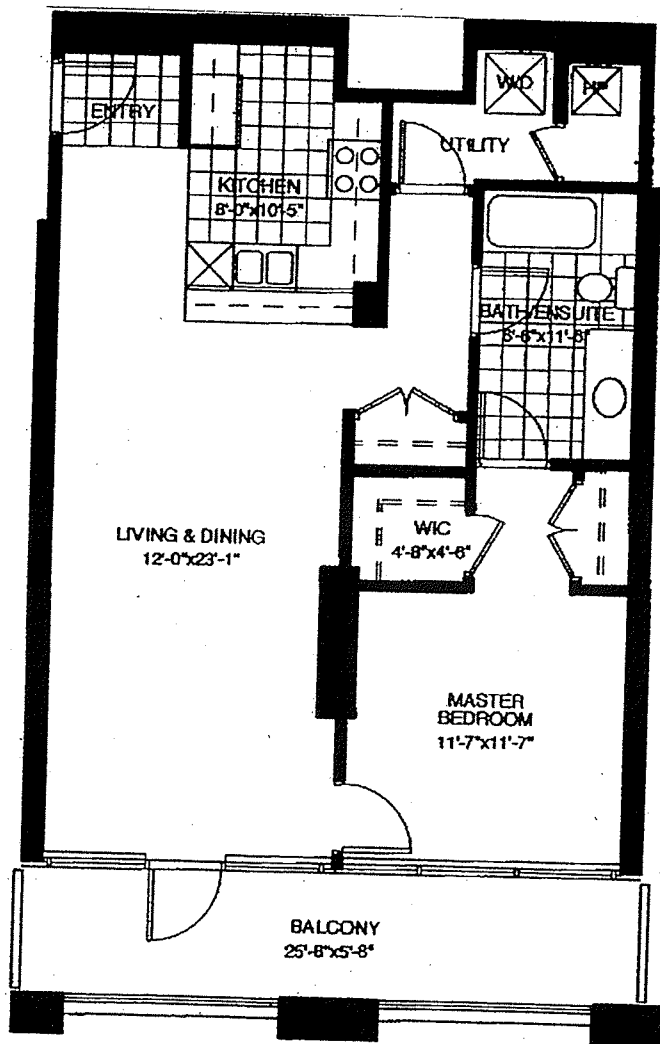 ENTRY
W/D
HP
UTILITY
KITCHEN
8'-0"x10'-5"
BATH/ENSUITE
LIVING & DINING
12'-0"x23'-1"
WIC
4'-8"x4'-6"
MASTER
BEDROOM
11'-7"x11'-7"
BALCONY
25'-8"x5'-8"